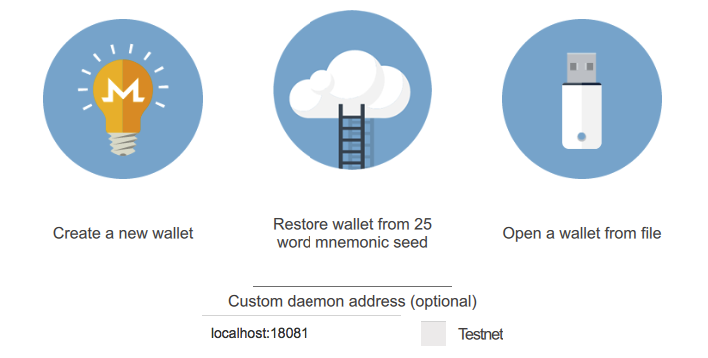 Create a new wallet
Restore wallet from 25
word mnemonic seed
Open a wallet from file
Custom daemon address (optional)
localhost:18081
Testnet